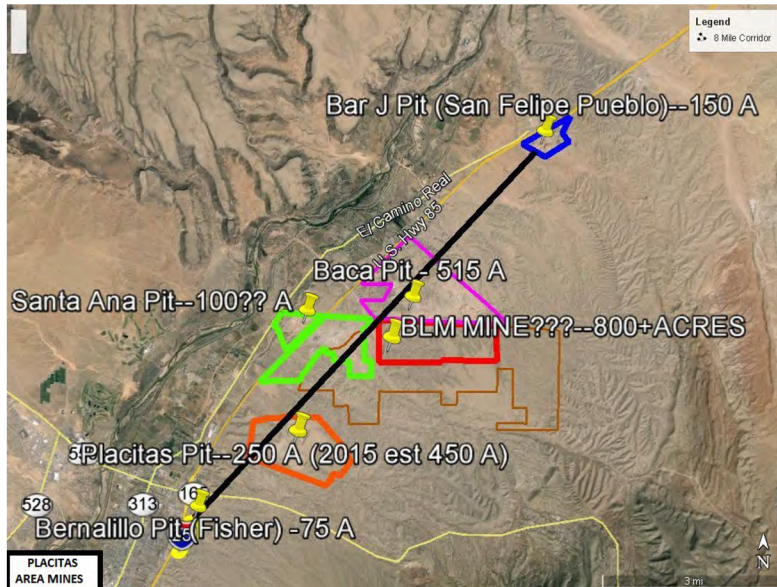 Legend
8 Mile Corridor
Bar J Pit (San Felipe Pueblo)--150 A
El Camino Real
U.S. Hwy 85
Baca Pit - 515 A
Santa Ana Pit--100?? A
BLM MINE???--800+ACRES
Placitas Pit--250 A (2015 est 450 A)
528
313
Bernalillo Pit (Fisher) -75 A
PLACITAS
AREA MINES
N
3 mi